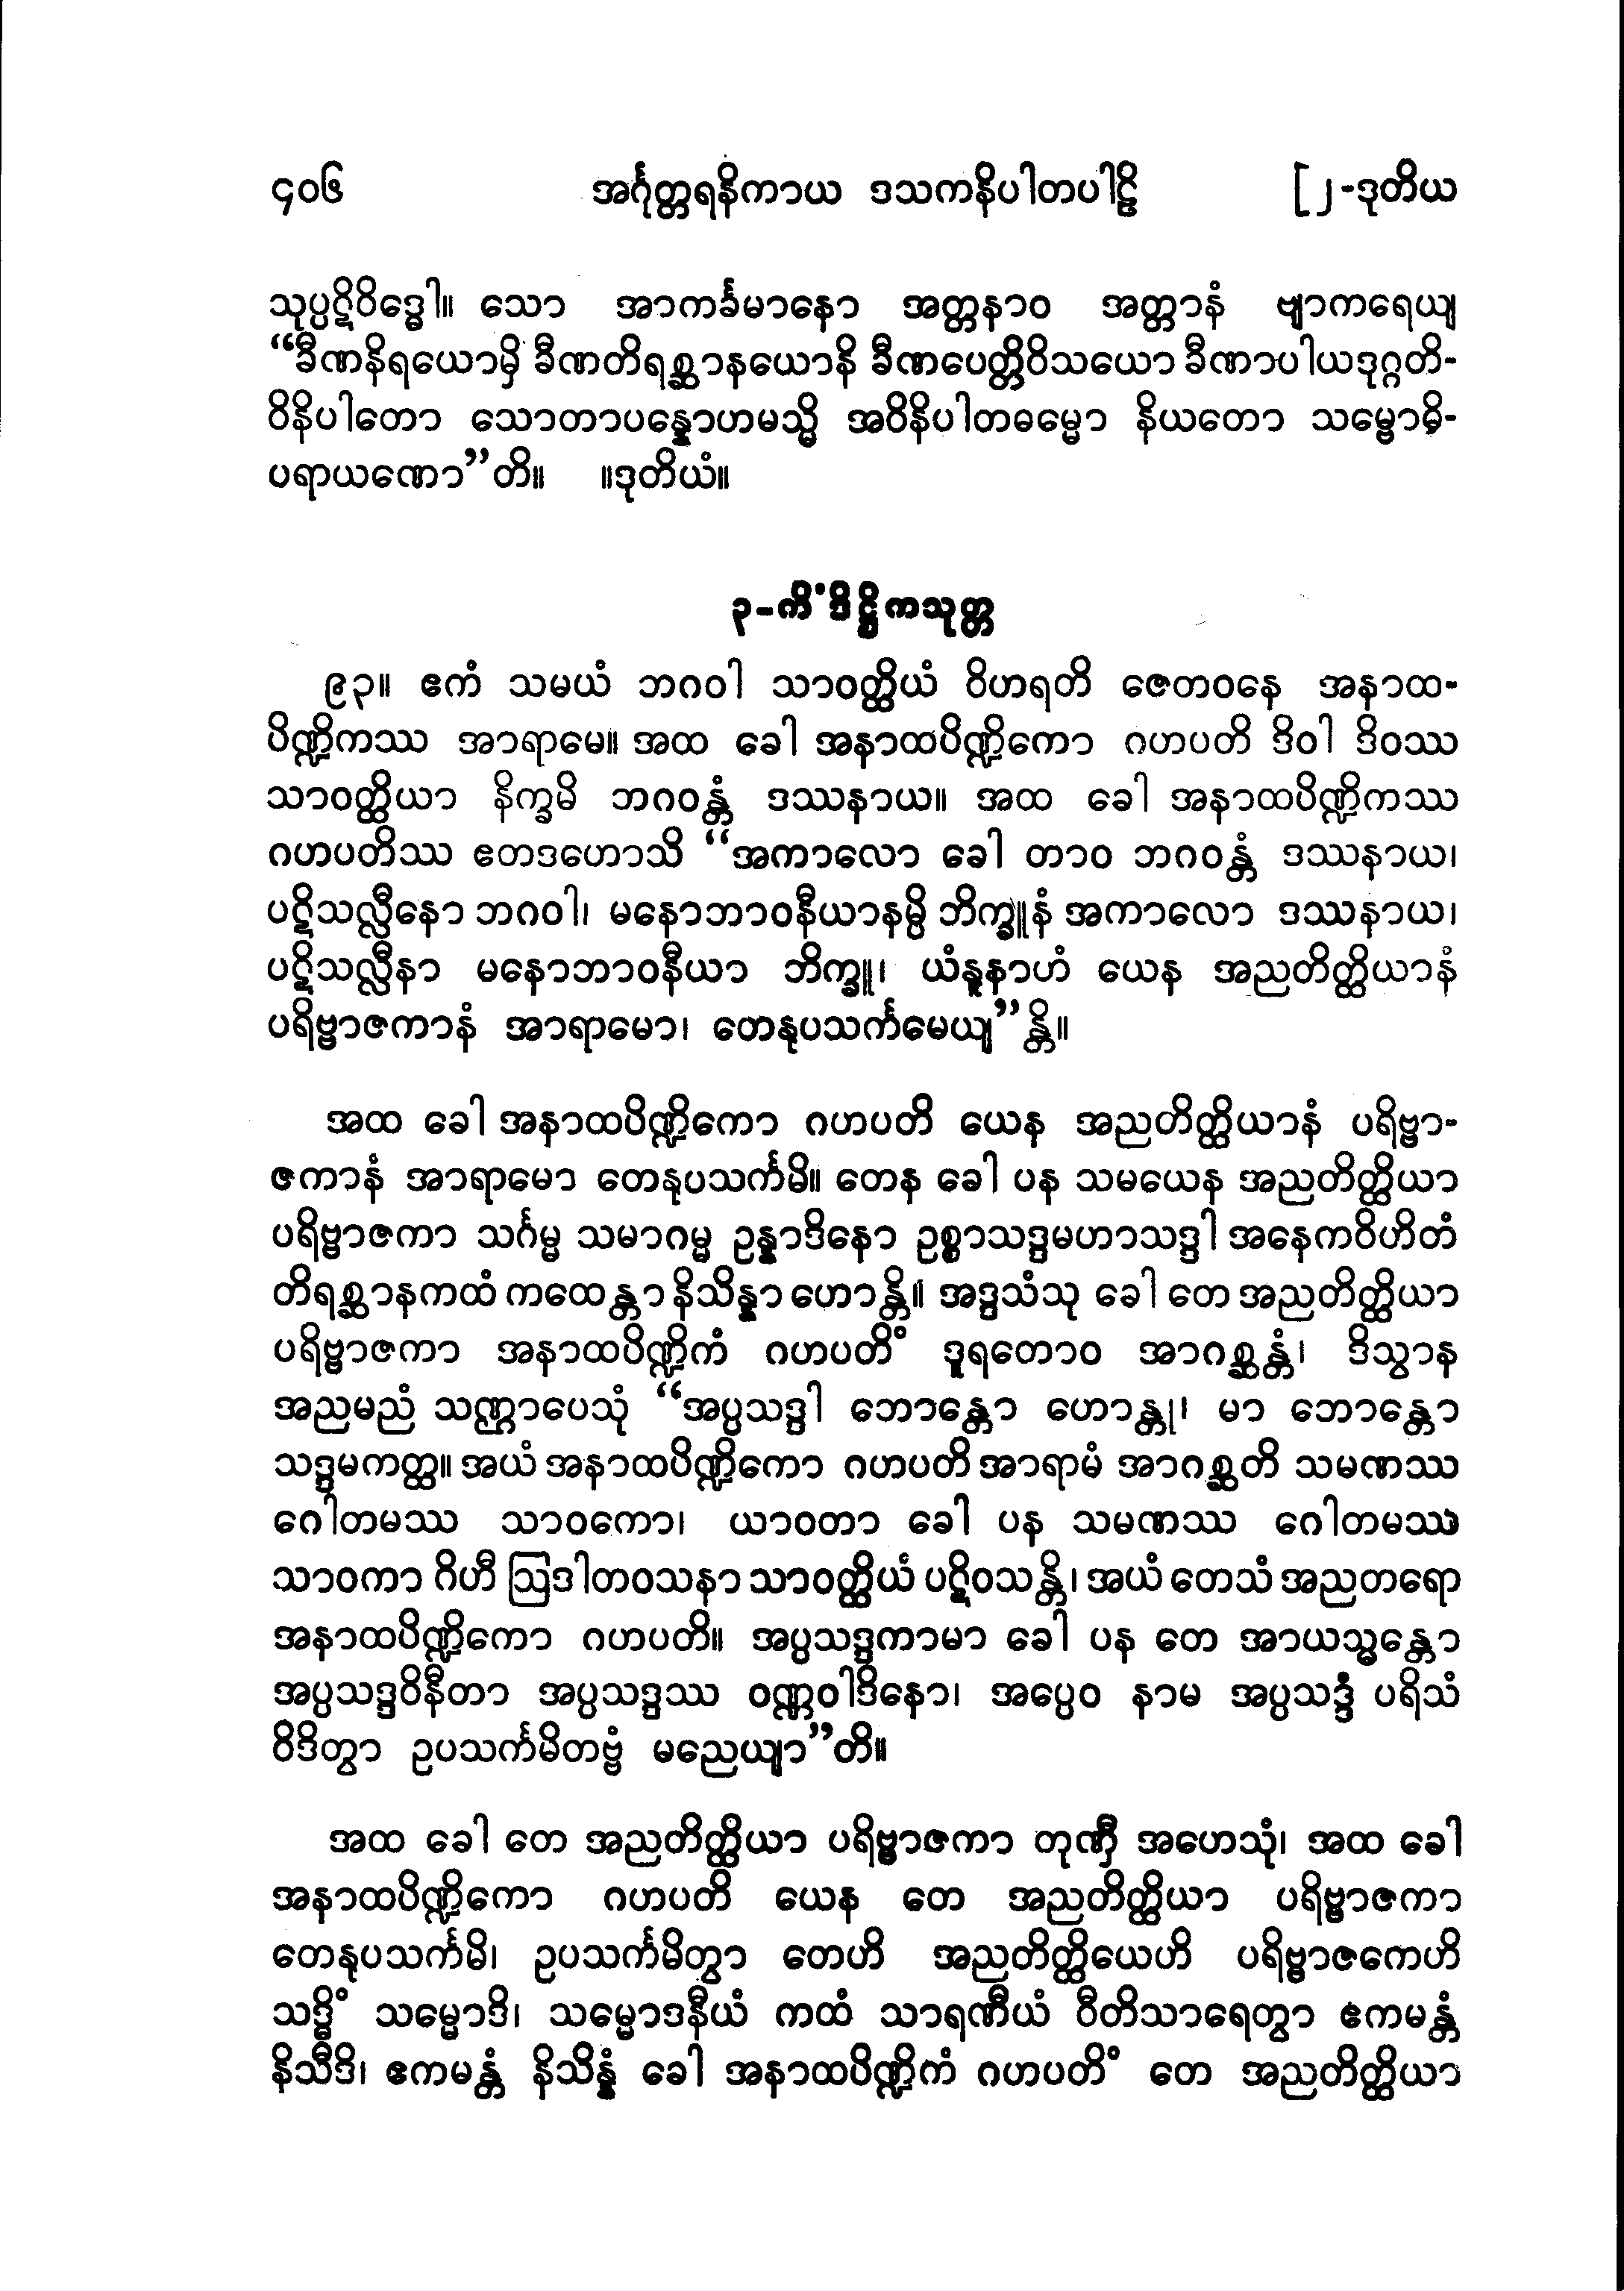 ၄၀၆ အင်္ဂုတ္တရနိကာယ ဒသကနိပါတပါဠိ [၂-ဒုတိယ
သုပ္ပဋိဝိဒ္ဓေါ။ သော အာကင်္ခမာနော အတ္တနာဝ အတ္တာနံ ဗျာကရေယျ
“ခီဏနိရယောမှိ ခီဏတိရစ္ဆာနယောနိ ခီဏပေတ္တိဝိသယော ခီဏာပါယဒုဂ္ဂတိ-
ဝိနိပါတော သောတာပန္နောဟမသ္မိ အဝိနိပါတဓမ္မော နိယတော သမ္ဗောဓိ-
ပရာယဏော”တိ။ ။ဒုတိယံ။
၃-ကိံဒိဋ္ဌိကသုတ္တ
၉၃။ ဧကံ သမယံ ဘဂဝါ သာဝတ္ထိယံ ဝိဟရတိ ဇေတဝနေ အနာထ-
ပိဏ္ဍိကဿ အာရာမေ။ အထ ခေါ အနာထပိဏ္ဍိကော ဂဟပတိ ဒိဝါ ဒိဝဿ
သာဝတ္ထိယာ နိက္ခမိ ဘဂဝန္တံ ဒဿနာယ။ အထ ခေါ အနာထပိဏ္ဍိကဿ
ဂဟပတိဿ ဧတဒဟောသိ “အကာလော ခေါ တာဝ ဘဂဝန္တံ ဒဿနာယ၊
ပဋိသလ္လီနော ဘဂဝါ၊ မနောဘာဝနီယာနမ္ပိ ဘိက္ခူနံ အကာလော ဒဿနာယ၊
ပဋိသလ္လီနာ မနောဘာဝနီယာ ဘိက္ခူ၊ ယံနူနာဟံ ယေန အညတိတ္ထိယာနံ
ပရိဗ္ဗာဇကာနံ အာရာမော၊ တေနုပသင်္ကမေယျ”န္တိ။
အထ ခေါ အနာထပိဏ္ဍိကော ဂဟပတိ ယေန အညတိတ္ထိယာနံ ပရိဗ္ဗာ-
ဇကာနံ အာရာမော တေနုပသင်္ကမိ။ တေန ခေါ ပန သမယေန အညတိတ္ထိယာ
ပရိဗ္ဗာဇကာ သင်္ဂမ္မ သမာဂမ္မ ဥန္နာဒိနော ဥစ္စာသဒ္ဒမဟာသဒ္ဒါ အနေကဝိဟိတံ
တိရစ္ဆာနကထံ ကထေန္တာ နိသိန္နာ ဟောန္တိ။ အဒ္ဒသံသု ခေါ တေ အညတိတ္ထိယာ
ပရိဗ္ဗာဇကာ အနာထပိဏ္ဍိကံ ဂဟပတိံ ဒူရတောဝ အာဂစ္ဆန္တံ၊ ဒိသွာန
အညမညံ သဏ္ဌာပေသုံ “အပ္ပသဒ္ဒါ ဘောန္တော ဟောန္တု၊ မာ ဘောန္တော
သဒ္ဒမကတ္ထ။ အယံ အနာထပိဏ္ဍိကော ဂဟပတိ အာရာမံ အာဂစ္ဆတိ သမဏဿ
ဂေါတမဿ သာဝကော၊ ယာဝတာ ခေါ ပန သမဏဿ ဂေါတမဿ
သာဝကာ ဂိဟီ ဩဒါတဝသနာ သာဝတ္ထိယံ ပဋိဝသန္တိ၊ အယံ တေသံ အညတရော
အနာထပိဏ္ဍိကော ဂဟပတိ။ အပ္ပသဒ္ဒကာမာ ခေါ ပန တေ အာယသ္မန္တော
အပ္ပသဒ္ဒဝိနီတာ အပ္ပသဒ္ဒဿ ဝဏ္ဏဝါဒိနော၊ အပ္ပေဝ နာမ အပ္ပသဒ္ဒံ ပရိသံ
ဝိဒိတွာ ဥပသင်္ကမိတဗ္ဗံ မညေယျာ”တိ။
အထ ခေါ တေ အညတိတ္ထိယာ ပရိဗ္ဗာဇကာ တုဏှီ အဟေသုံ၊ အထ ခေါ
အနာထပိဏ္ဍိကော ဂဟပတိ ယေန တေ အညတိတ္ထိယာ ပရိဗ္ဗာဇကာ
တေနုပသင်္ကမိ၊ ဥပသင်္ကမိတွာ တေဟိ အညတိတ္ထိယေဟိ ပရိဗ္ဗာဇကေဟိ
သဒ္ဓိံ သမ္မောဒိ၊ သမ္မောဒနီယံ ကထံ သာရဏီယံ ဝီတိသာရေတွာ ဧကမန္တံ
နိသီဒိ၊ ဧကမန္တံ နိသိန္နံ ခေါ အနာထပိဏ္ဍိကံ ဂဟပတိံ တေ အညတိတ္ထိယာ